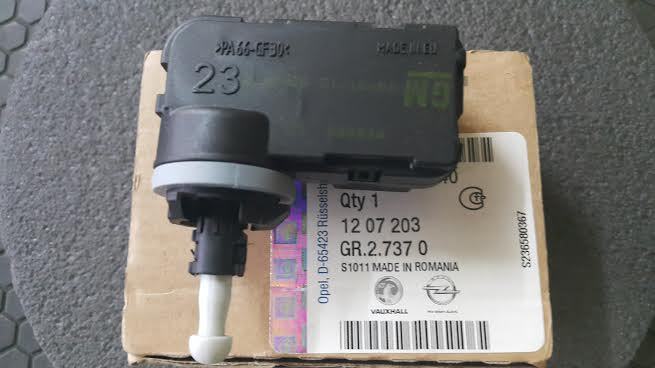 >PA66-GF30<
MADE IN EU
23
GM
Qty 1
12 07 203
GR.2.737 0
S1011 MADE IN ROMANIA
VAUXHALL
Opel, D-65423 Rüsselsh
S236580367